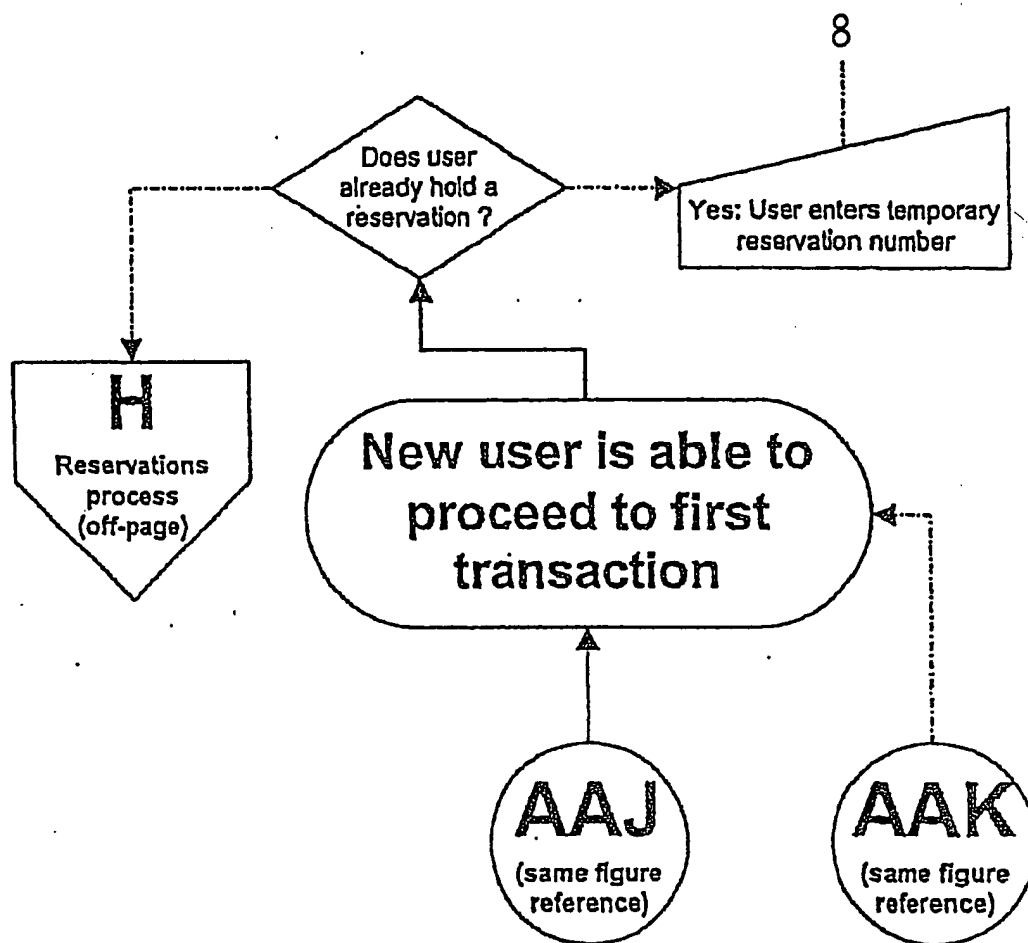 8
Does user
already hold a
reservation ?
Yes: User enters temporary
reservation number
H
Reservations
process
(off-page)
New user is able to
proceed to first
transaction
AAJ
(same figure
reference)
AAK
(same figure
reference)